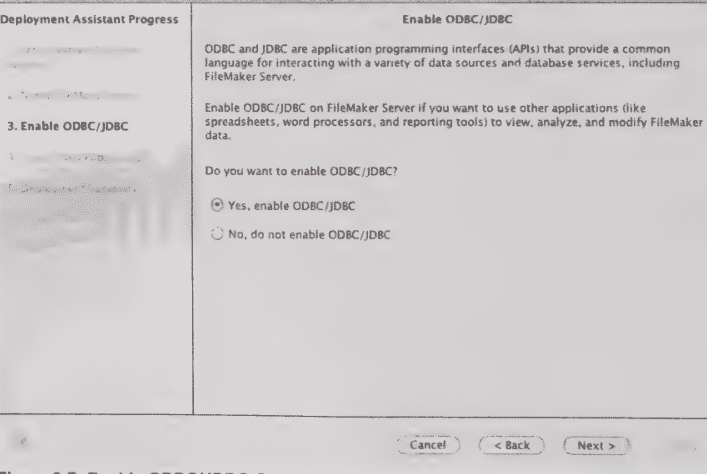 Deployment Assistant Progress
3. Enable ODBC/JDBC
Enable ODBC/JDBC
ODBC and JDBC are application programming interfaces (APIs) that provide a common
language for interacting with a variety of data sources and database services, including
FileMaker Server.
Enable ODBC/JDBC on FileMaker Server if you want to use other applications (like
spreadsheets, word processors, and reporting tools) to view, analyze, and modify FileMaker
data.
Do you want to enable ODBC/JDBC?
Yes, enable ODBC/JDBC
No, do not enable ODBC/JDBC
Cancel
< Back
Next >